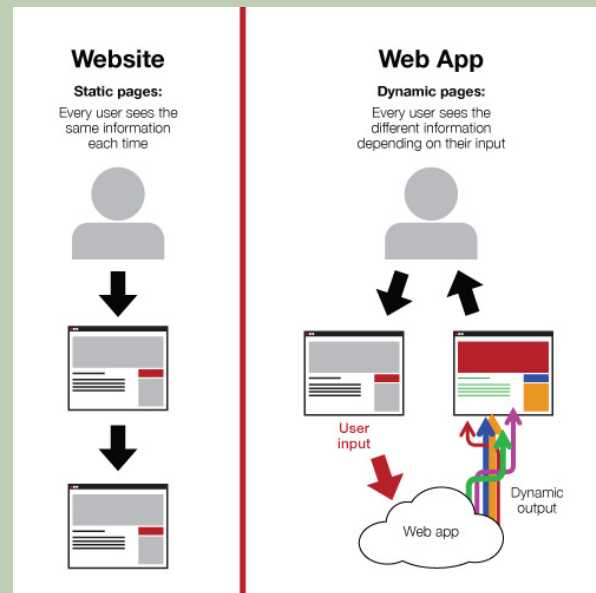 Website
Static pages:
Every user sees the
same information
each time
Web App
Dynamic pages:
Every user sees the
different information
depending on their input
User
input
Web app
Dynamic
output